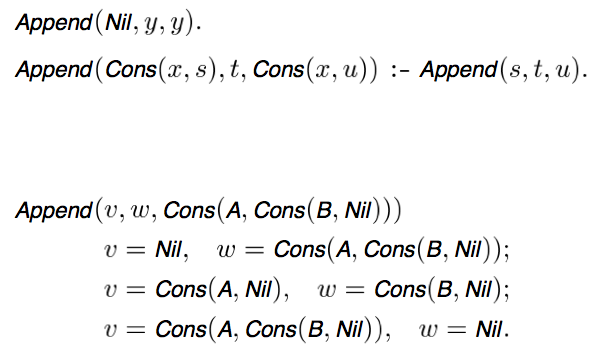 Append(Nil, y, y).
Append(Cons(x, s), t, Cons(x, u)) :- Append(s, t, u).
Append(v, w, Cons(A, Cons(B, Nil)))
v = Nil, w = Cons(A, Cons(B, Nil));
v = Cons(A, Nil), w = Cons(B, Nil);
v = Cons(A, Cons(B, Nil)), w = Nil.